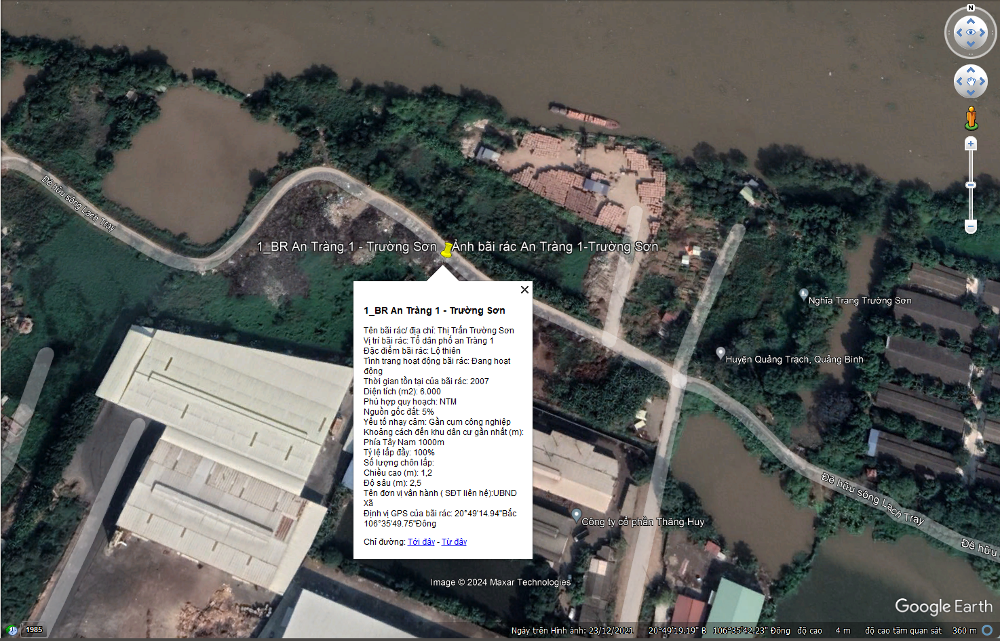 N
Đê hữu sông Lạch Tray
1_BR An Tràng 1 - Trường Sơn
Ảnh bãi rác An Tràng 1-Trường Sơn
1_BR An Tràng 1 - Trường Sơn
Tên bãi rác/ địa chỉ: Thị Trấn Trường Sơn
Vị trí bãi rác: Tổ dân phố an Tràng 1
Đặc điểm bãi rác: Lộ thiên
Tình trạng hoạt động bãi rác: Đang hoạt
động
Thời gian tồn tại của bãi rác: 2007
Diện tích (m2): 6.000
Phù hợp quy hoạch: NTM
Nguồn gốc đất: 5%
Yếu tố nhạy cảm: Gần cụm công nghiệp
Khoảng cách đến khu dân cư gần nhất (m):
Phía Tây Nam 1000m
Tỷ lệ lấp đầy: 100%
Số lượng chôn lấp:
Chiều cao (m): 1,2
Độ sâu (m): 2,5
Tên đơn vị vận hành ( SĐT liên hệ):UBND
Xã
Định vị GPS của bãi rác: 20°49'14.94"Bắc
106°35'49.75"Đông
Chỉ đường: Tới đây - Từ đây
Nghĩa Trang Trường Sơn
Huyện Quảng Trạch, Quảng Bình
Đê hữu sông Lạch Tray
Đê hữu
Công ty cổ phần Thăng Huy
Image © 2024 Maxar Technologies
Google Earth
1985
Ngày trên Hình ảnh: 23/12/2021 20°49'19.19" B 106°35'42.23" Đông độ cao 4 m độ cao tầm quan sát 360 m